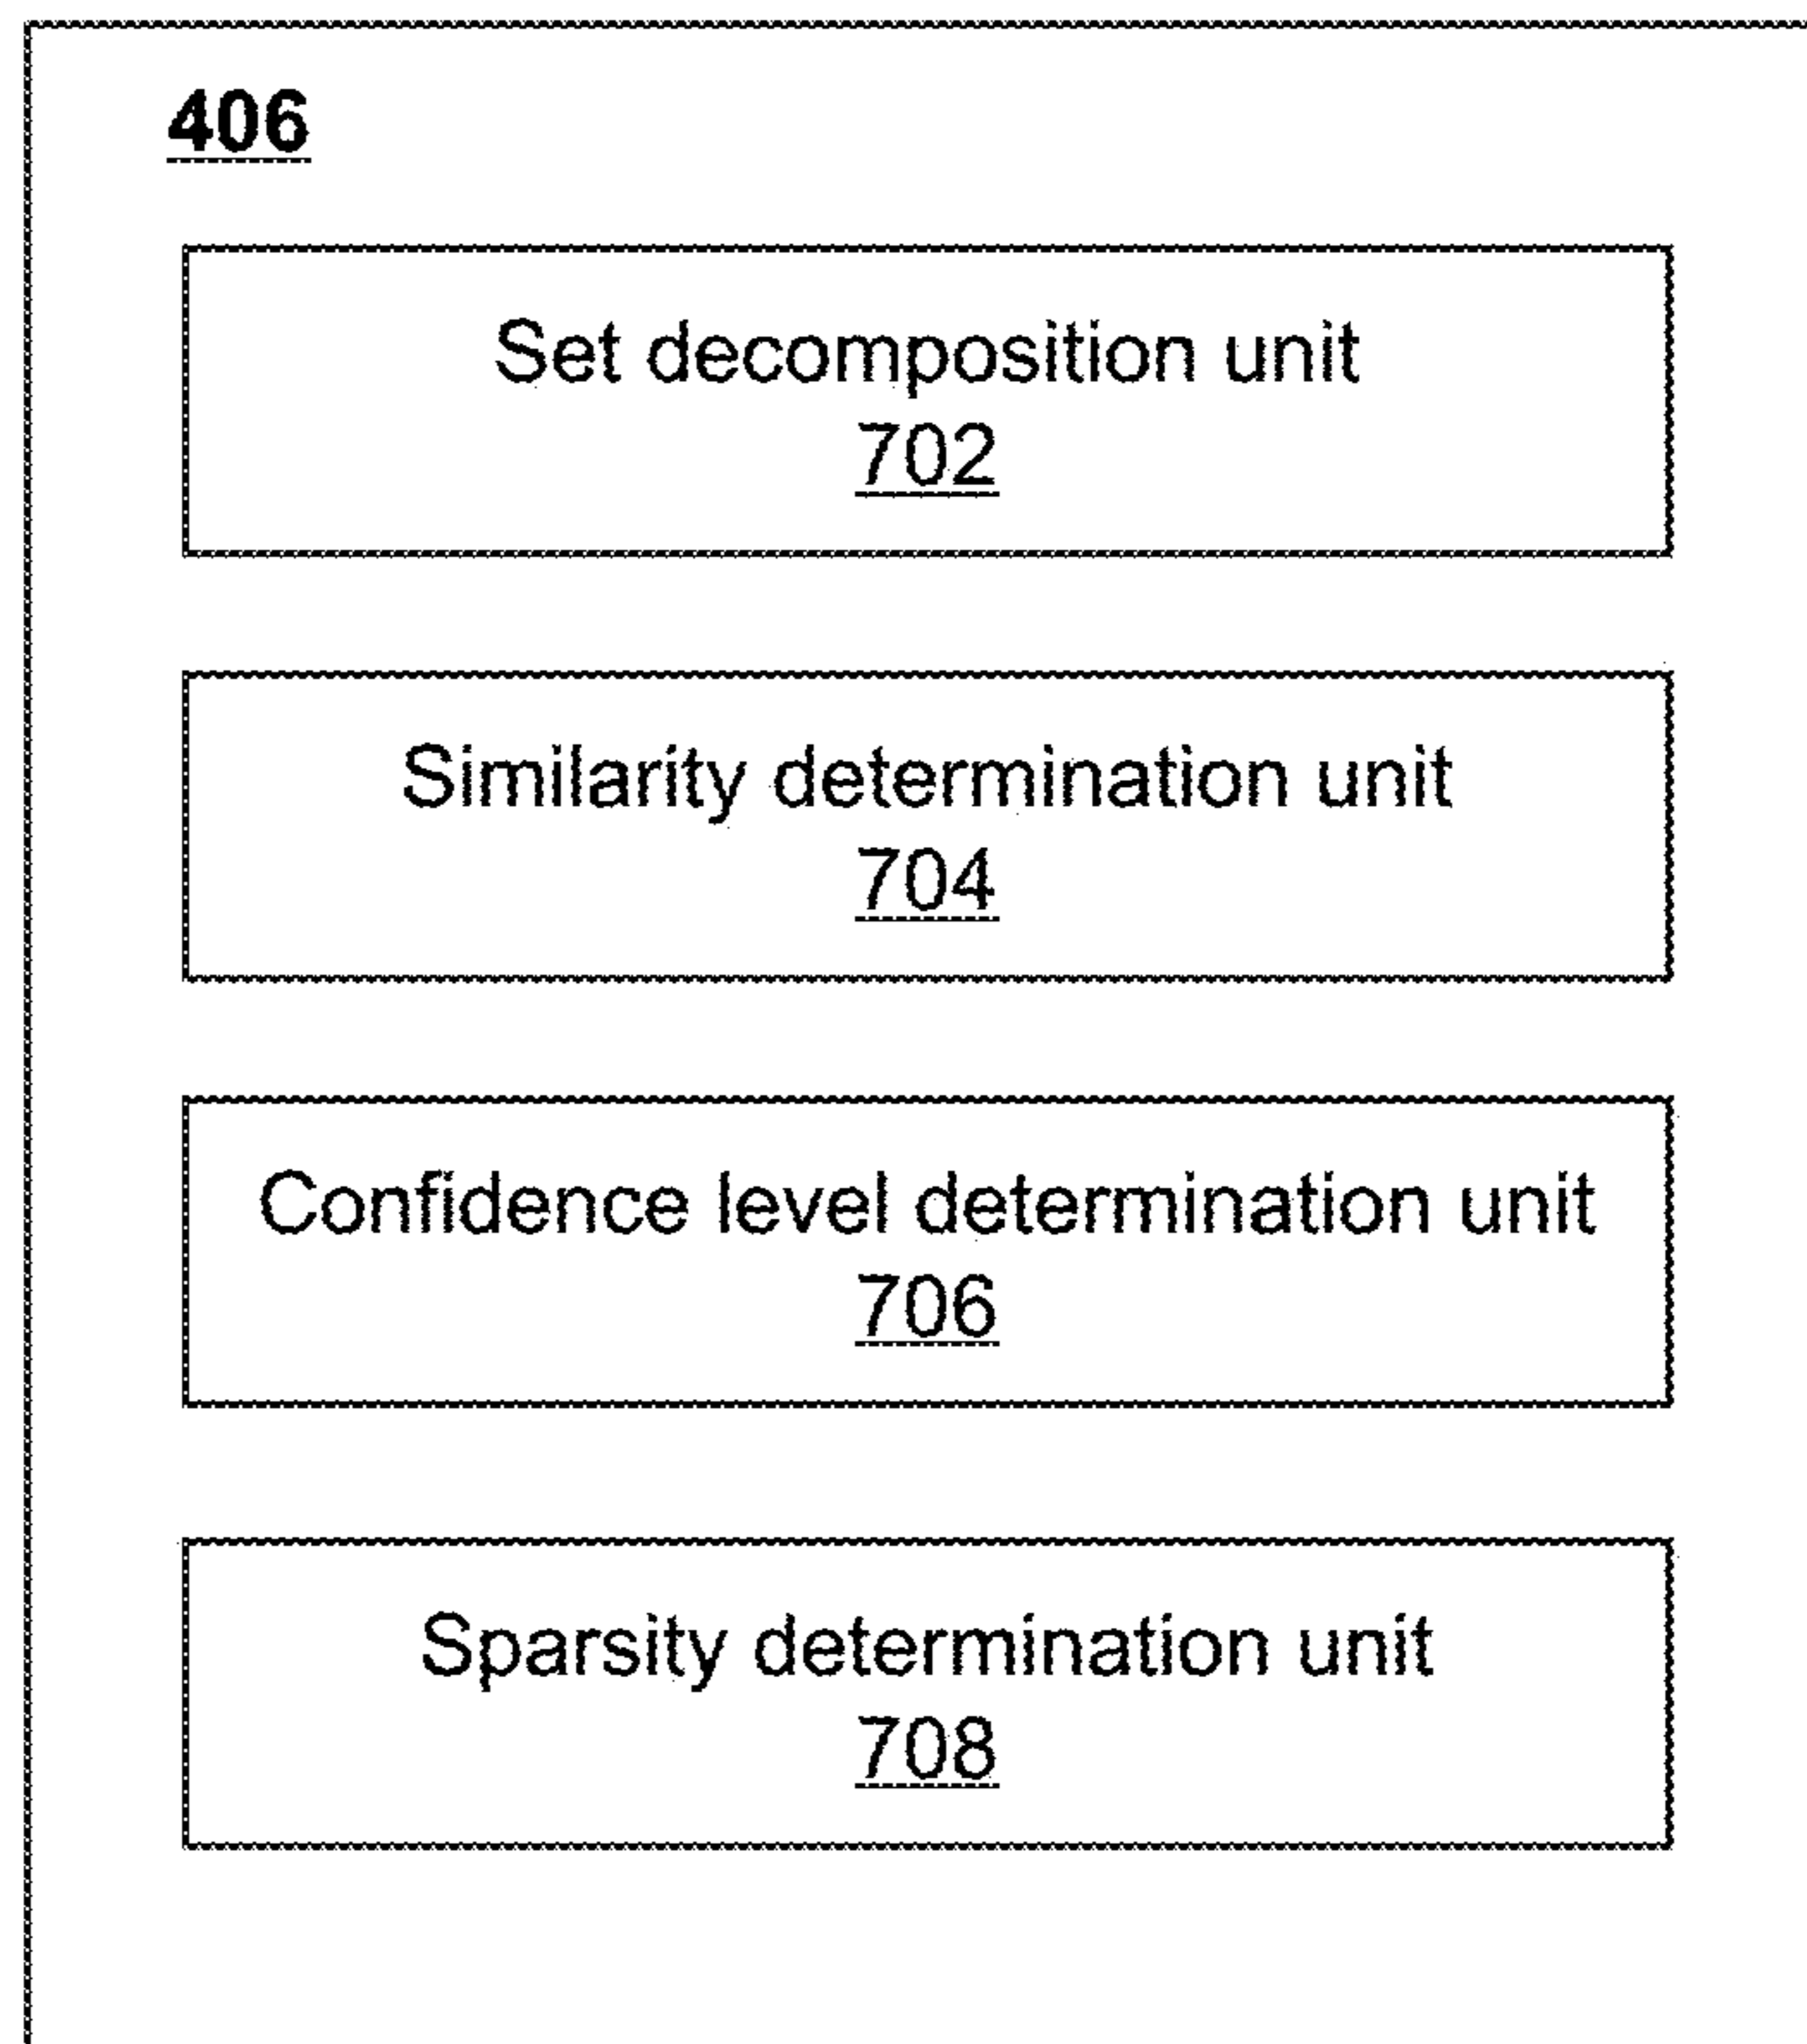 406
Set decomposition unit
702
Similarity determination unit
704
Confidence level determination unit
706
Sparsity determination unit
708